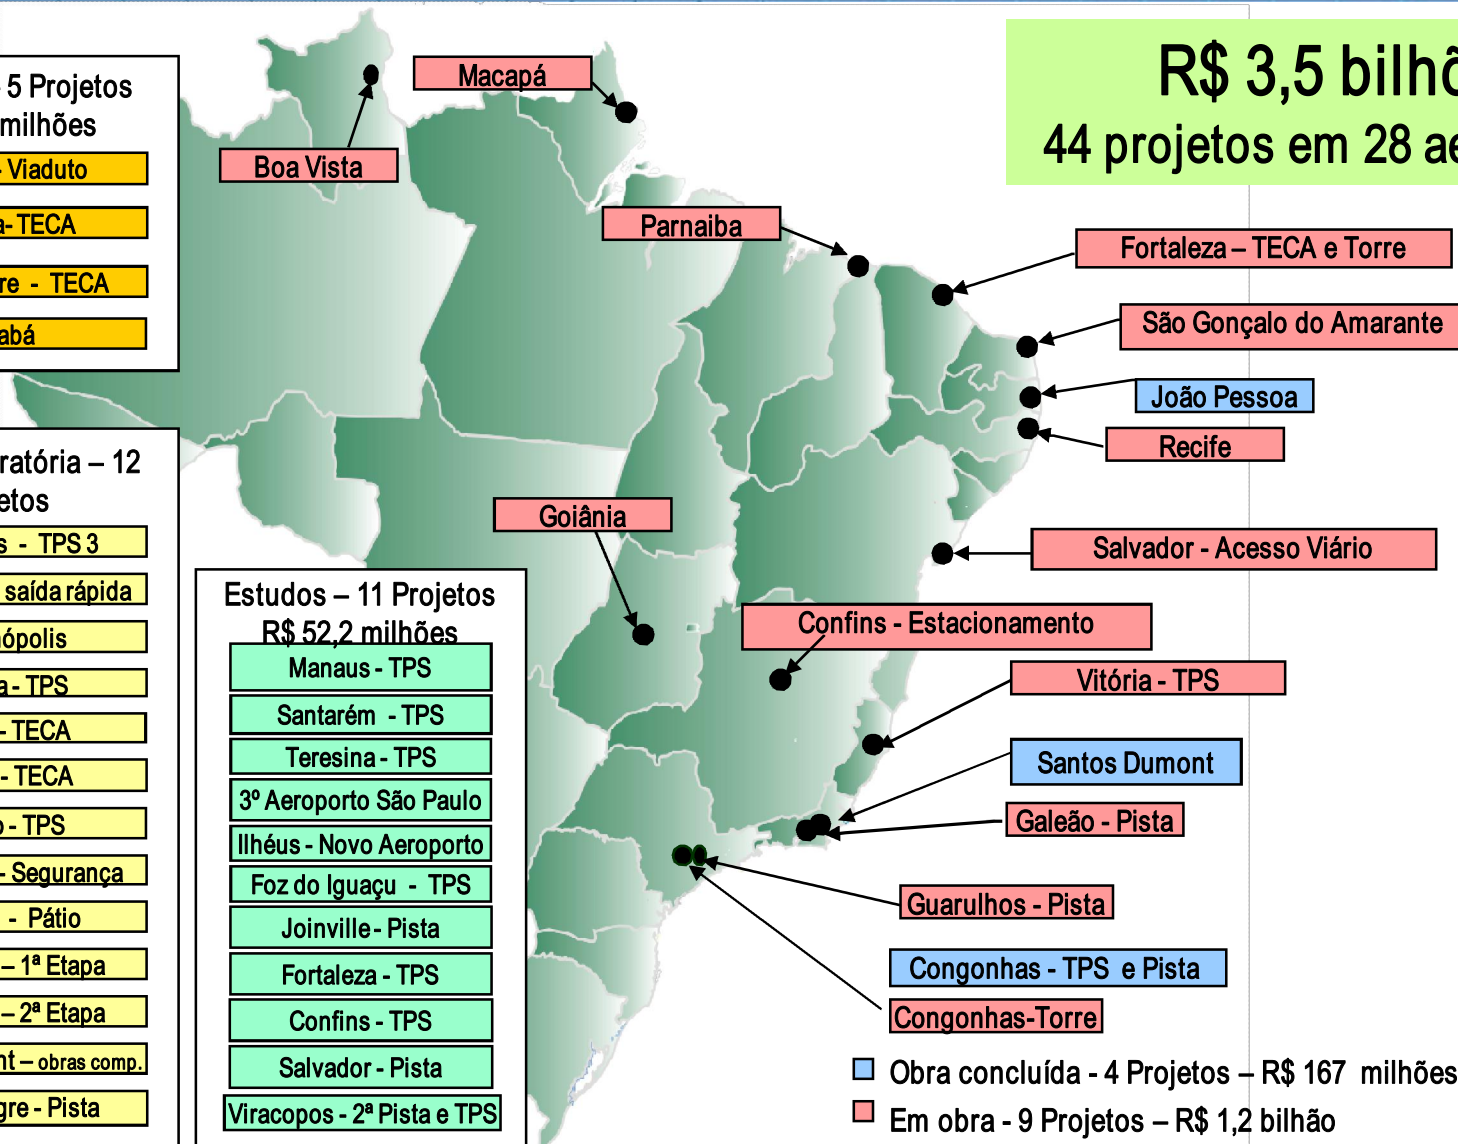 R$ 3,5 bilhõ
44 projetos em 28 ae
5 Projetos
milhões
- Viaduto
a- TECA
re - TECA
abá
ratória – 12
etos
s - TPS 3
saída rápida
ópolis
a - TPS
- TECA
- TECA
o - TPS
- Segurança
- Pátio
– 1ª Etapa
– 2ª Etapa
nt – obras comp.
gre - Pista
Estudos – 11 Projetos
R$ 52,2 milhões
Manaus - TPS
Santarém - TPS
Teresina - TPS
3º Aeroporto São Paulo
Ilhéus - Novo Aeroporto
Foz do Iguaçu - TPS
Joinville - Pista
Fortaleza - TPS
Confins - TPS
Salvador - Pista
Viracopos - 2ª Pista e TPS
Macapá
Boa Vista
Parnaiba
Fortaleza – TECA e Torre
São Gonçalo do Amarante
João Pessoa
Recife
Goiânia
Salvador - Acesso Viário
Confins - Estacionamento
Vitória - TPS
Santos Dumont
Galeão - Pista
Guarulhos - Pista
Congonhas - TPS e Pista
Congonhas-Torre
Obra concluída - 4 Projetos – R$ 167 milhões
Em obra - 9 Projetos – R$ 1,2 bilhão